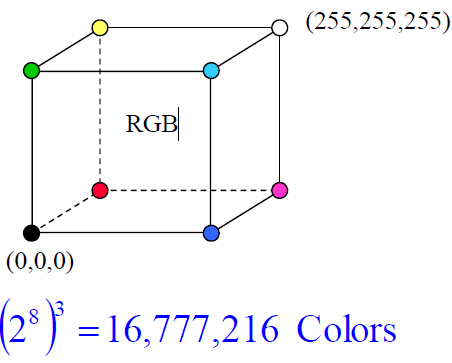 (255,255,255)
RGB
(0,0,0)
(2⁸)³ = 16,777,216 Colors